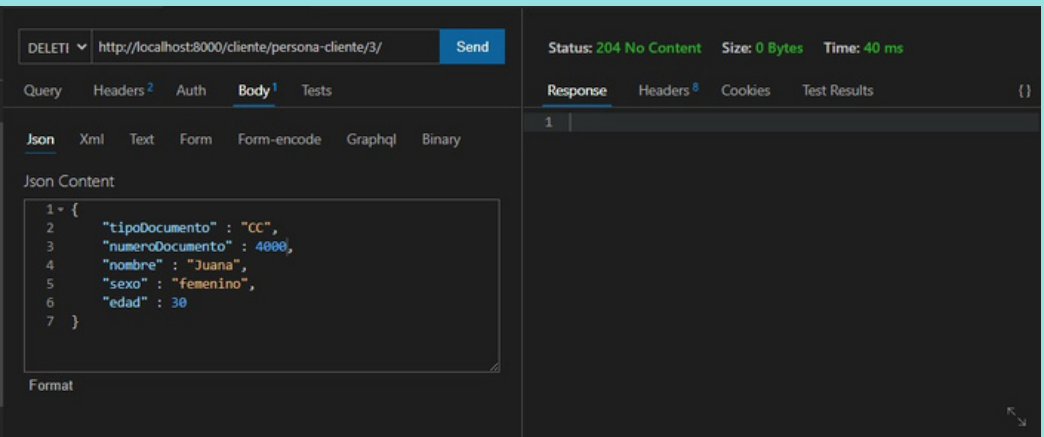 DELETI http://localhost:8000/cliente/persona-cliente/3/ Send
Query Headers 2 Auth Body 1 Tests
Json Xml Text Form Form-encode Graphql Binary
Json Content
1 {
2 "tipoDocumento" : "CC",
3 "numeroDocumento" : 4000,
4 "nombre" : "Juana",
5 "sexo" : "femenino",
6 "edad" : 30
7 }
Format
Status: 204 No Content Size: 0 Bytes Time: 40 ms
Response Headers 8 Cookies Test Results {}
1